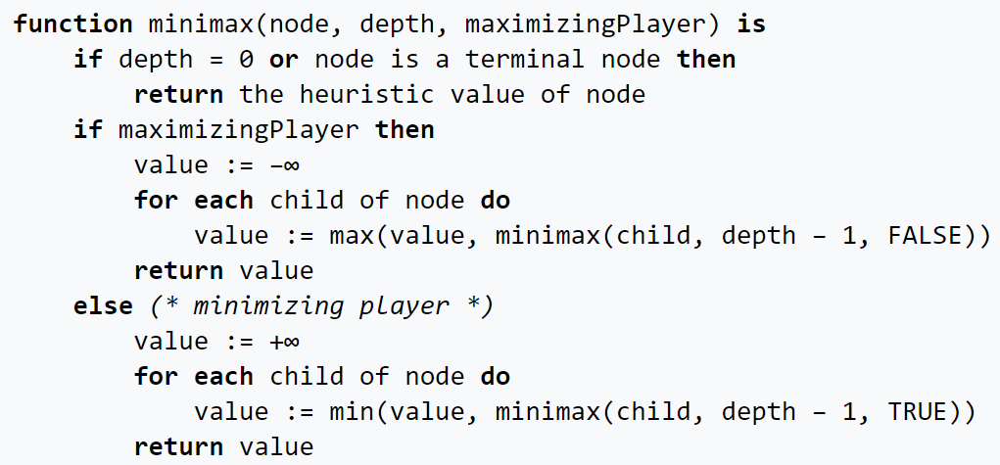 function minimax(node, depth, maximizingPlayer) is
    if depth = 0 or node is a terminal node then
        return the heuristic value of node
    if maximizingPlayer then
        value := −∞
        for each child of node do
            value := max(value, minimax(child, depth − 1, FALSE))
        return value
    else (* minimizing player *)
        value := +∞
        for each child of node do
            value := min(value, minimax(child, depth − 1, TRUE))
        return value